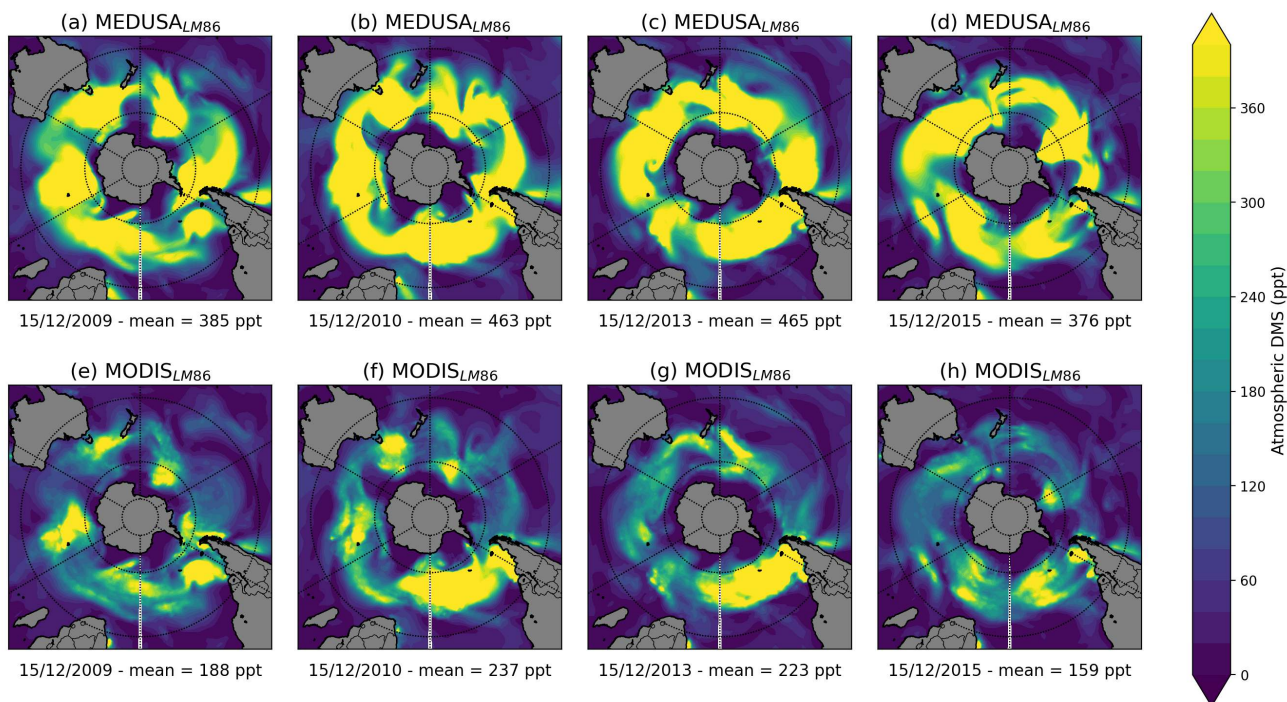 (a) MEDUSA_LM86
(b) MEDUSA_LM86
(c) MEDUSA_LM86
(d) MEDUSA_LM86
15/12/2009 - mean = 385 ppt
15/12/2010 - mean = 463 ppt
15/12/2013 - mean = 465 ppt
15/12/2015 - mean = 376 ppt
(e) MODIS_LM86
(f) MODIS_LM86
(g) MODIS_LM86
(h) MODIS_LM86
15/12/2009 - mean = 188 ppt
15/12/2010 - mean = 237 ppt
15/12/2013 - mean = 223 ppt
15/12/2015 - mean = 159 ppt
360
300
240
180
120
60
0
Atmospheric DMS (ppt)